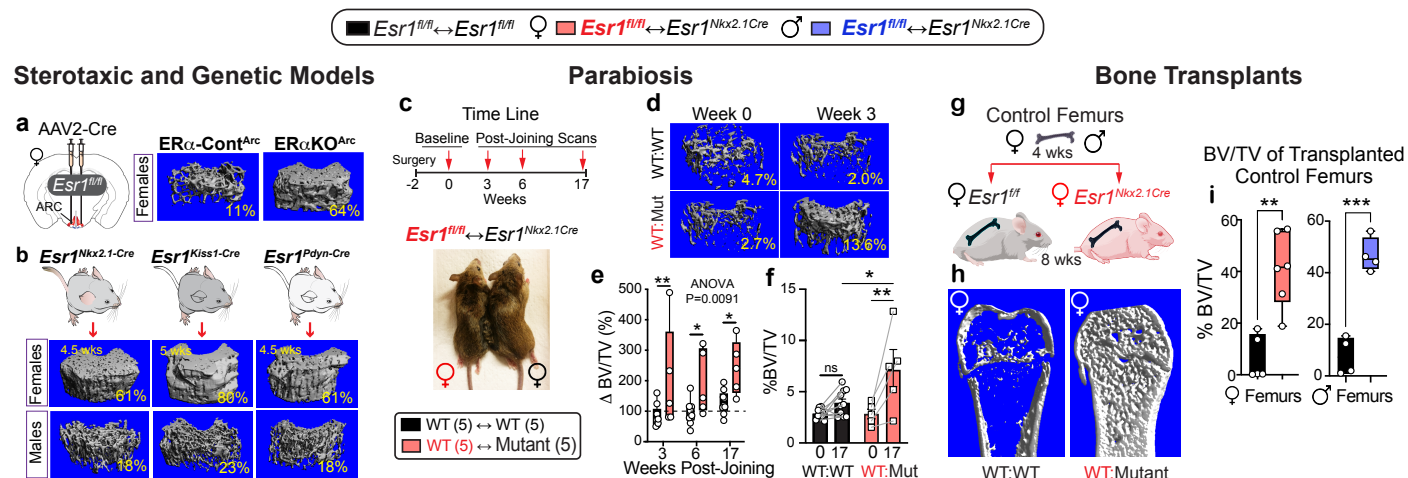 Esr1fl/fl↔Esr1fl/fl ♀ Esr1fl/fl↔Esr1Nkx2.1Cre ♂ Esr1fl/fl↔Esr1Nkx2.1Cre
Sterotaxic and Genetic Models
a
AAV2-Cre
♀
Esr1fl/fl
ARC
ERα-ContArc
ERαKOArc
Females
11%
64%
b
Esr1Nkx2.1-Cre
Esr1Kiss1-Cre
Esr1Pdyn-Cre
Females
4.5 wks
61%
5 wks
80%
4.5 wks
61%
Males
18%
23%
18%
Parabiosis
c
Time Line
Baseline
Post-Joining Scans
Surgery
-2 0 3 6 17
Weeks
Esr1fl/fl↔Esr1Nkx2.1Cre
♀ ♀
WT (5) ↔ WT (5)
WT (5) ↔ Mutant (5)
d
Week 0 Week 3
WT:WT
4.7%
2.0%
WT:Mut
2.7%
13.6%
e
Δ BV/TV (%)
500
400
300
200
100
0
ANOVA
P=0.0091
**
*
*
3 6 17
Weeks Post-Joining
f
%BV/TV
15
10
5
0
*
**
ns
0 17 0 17
WT:WT WT:Mut
Bone Transplants
g
Control Femurs
♀ ♂
4 wks
♀ Esr1f/f
♀ Esr1Nkx2.1Cre
8 wks
h
♀
♀
WT:WT
WT:Mutant
BV/TV of Transplanted
Control Femurs
i
% BV/TV
60
40
20
0
**
♀ Femurs
80
60
40
20
0
***
♂ Femurs